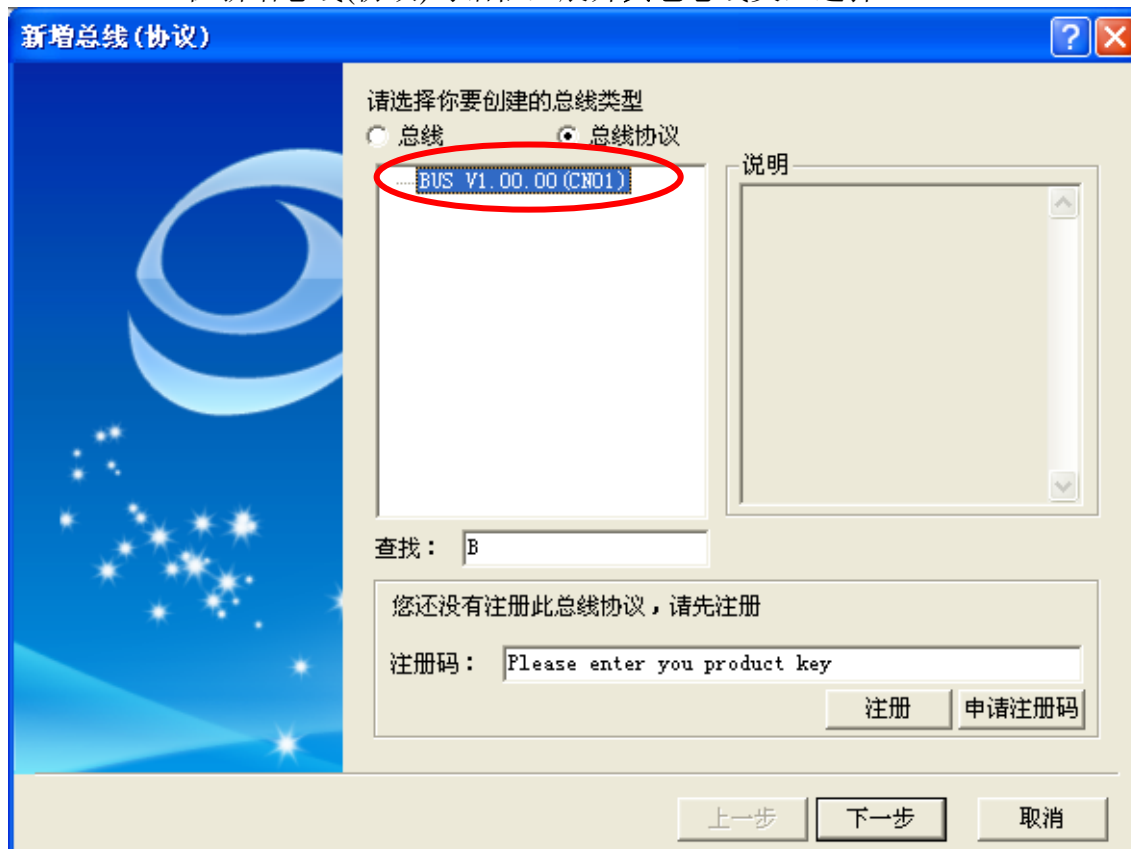 新增总线(协议)
请选择你要创建的总线类型
总线
总线协议
BUS V1.00.00(CN01)
说明
查找：
B
您还没有注册此总线协议，请先注册
注册码：
Please enter you product key
注册
申请注册码
上一步
下一步
取消